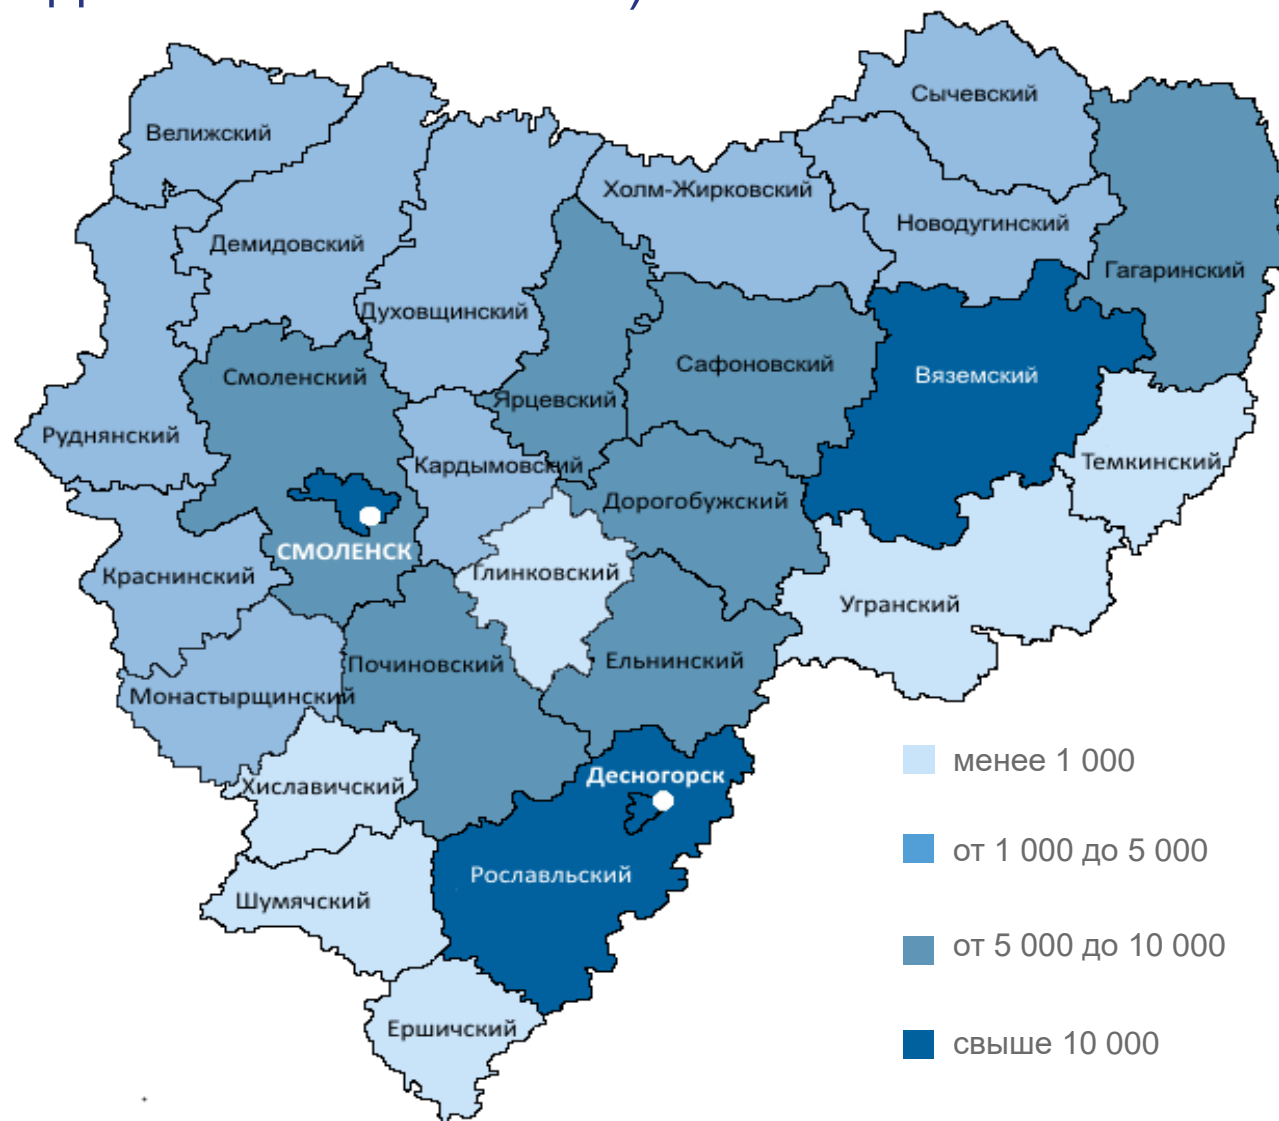 Сычевский
Велижский
Холм-Жирковский
Новодугинский
Демидовский
Гагаринский
Духовщинский
Сафоновский
Вяземский
Смоленский
Ярцевский
Руднянский
Кардымовский
Темкинский
Дорогобужский
СМОЛЕНСК
Краснинский
Глинковский
Угранский
Починовский
Ельнинский
Монастырщинский
менее 1 000
Десногорск
Хиславичский
от 1 000 до 5 000
Рославльский
Шумячский
от 5 000 до 10 000
Ершичский
свыше 10 000